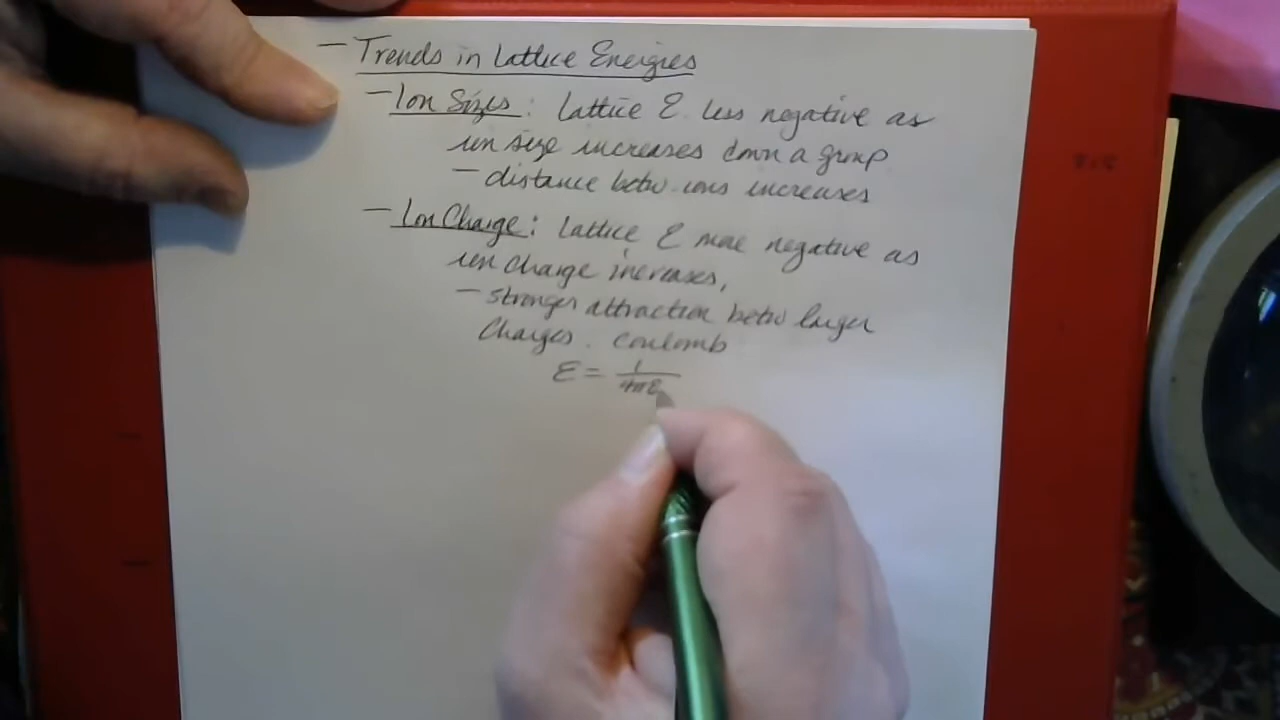 — Trends in Lattice Energies
— Ion Sizes: Lattice E less negative as
ion size increases down a group
— distance betw. ions increases
— Ion Charge: Lattice E more negative as
ion charge increases,
— stronger attraction betw larger
Charges. Coulomb
E = 1/4πε